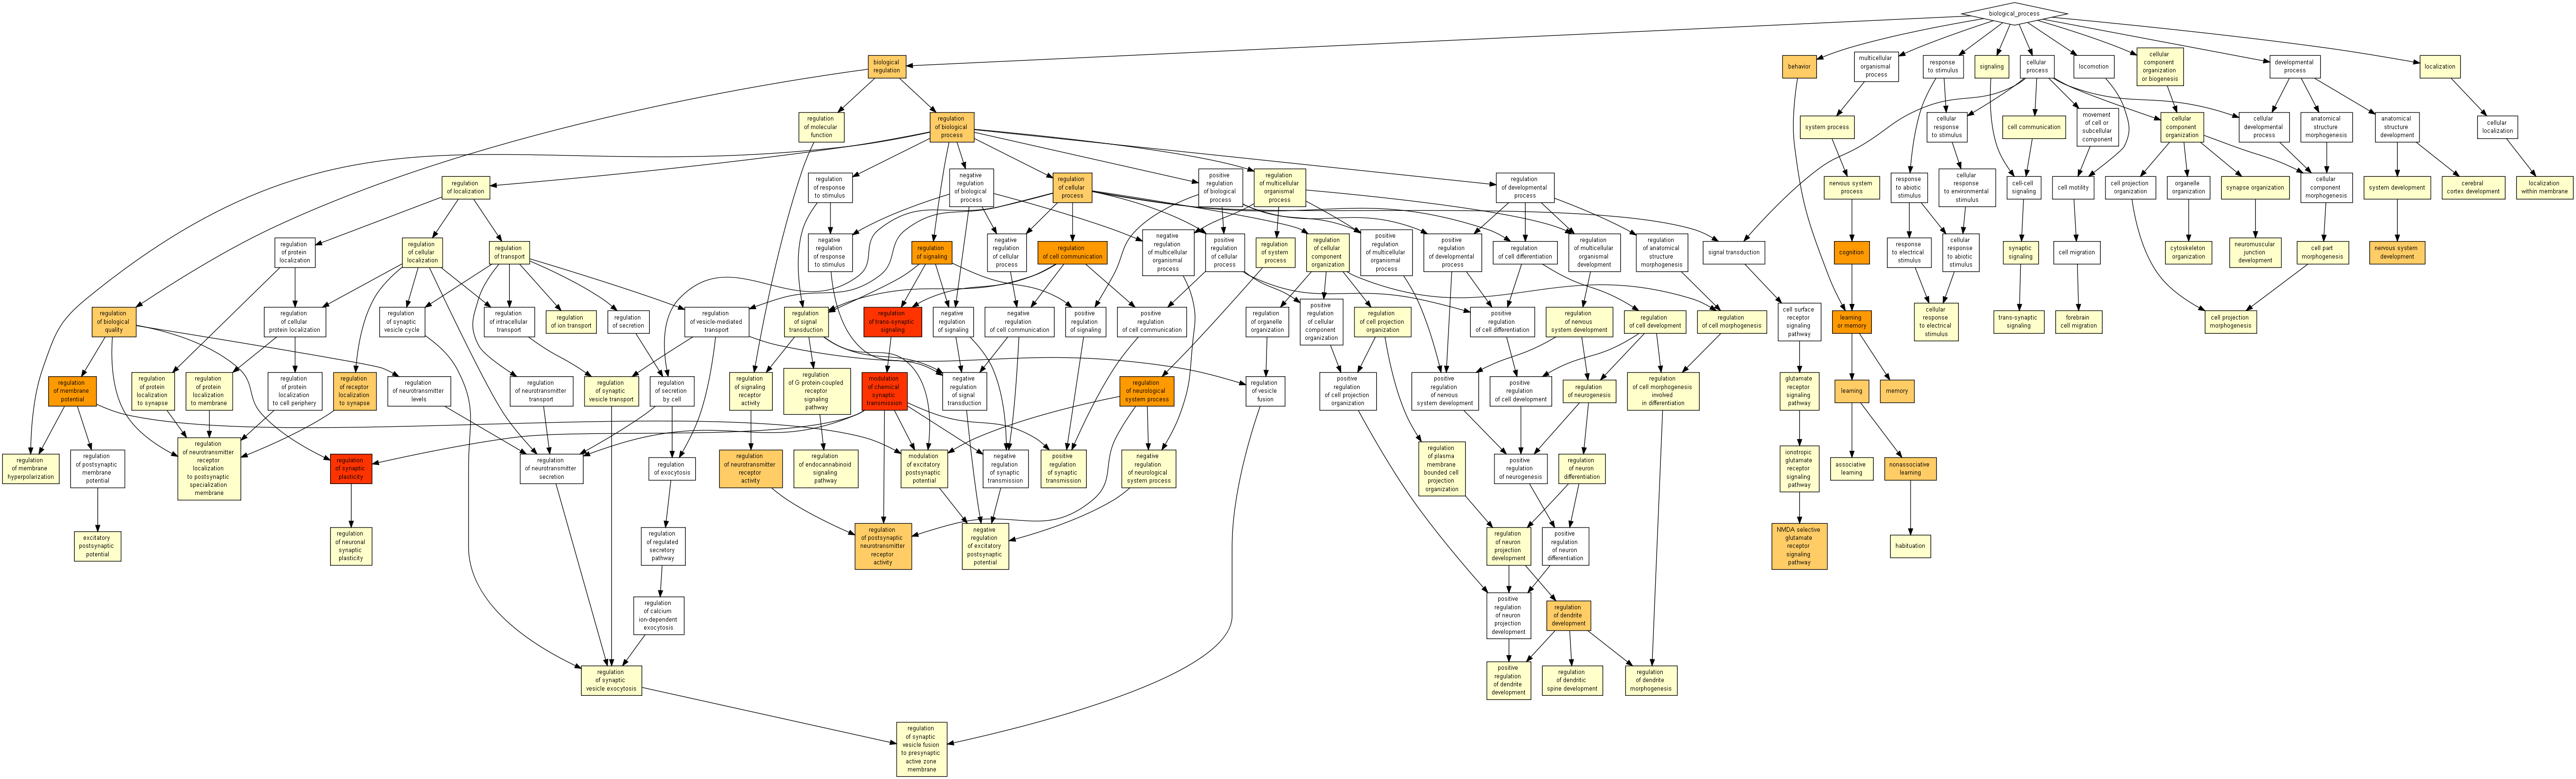 biological_process
biological
regulation
behavior
multicellular
organismal
process
response
to stimulus
signaling
cellular
process
locomotion
cellular
component
organization
or biogenesis
developmental
process
localization
regulation
of molecular
function
regulation
of biological
process
system process
cellular
response
to stimulus
cell communication
movement
of cell or
subcellular
component
cellular
component
organization
cellular
developmental
process
anatomical
structure
morphogenesis
anatomical
structure
development
cellular
localization
regulation
of localization
regulation
of response
to stimulus
negative
regulation
of biological
process
regulation
of cellular
process
positive
regulation
of biological
process
regulation
of multicellular
organismal
process
regulation
of developmental
process
nervous system
process
response
to abiotic
stimulus
cellular
response
to environmental
stimulus
cell-cell
signaling
cell motility
cell projection
organization
organelle
organization
synapse organization
cellular
component
morphogenesis
system development
cerebral
cortex development
localization
within membrane
regulation
of protein
localization
regulation
of cellular
localization
regulation
of transport
negative
regulation
of response
to stimulus
regulation
of signaling
negative
regulation
of cellular
process
regulation
of cell communication
negative
regulation
of multicellular
organismal
process
positive
regulation
of cellular
process
regulation
of system
process
regulation
of cellular
component
organization
positive
regulation
of multicellular
organismal
process
positive
regulation
of developmental
process
regulation
of cell differentiation
regulation
of multicellular
organismal
development
regulation
of anatomical
structure
morphogenesis
signal transduction
cognition
response
to electrical
stimulus
cellular
response
to abiotic
stimulus
synaptic
signaling
cell migration
cytoskeleton
organization
neuromuscular
junction
development
cell part
morphogenesis
nervous system
development
regulation
of biological
quality
regulation
of cellular
protein localization
regulation
of synaptic
vesicle cycle
regulation
of intracellular
transport
regulation
of ion transport
regulation
of secretion
regulation
of vesicle-mediated
transport
regulation
of signal
transduction
regulation
of trans-synaptic
signaling
negative
regulation
of signaling
negative
regulation
of cell communication
positive
regulation
of signaling
positive
regulation
of cell communication
regulation
of organelle
organization
positive
regulation
of cellular
component
organization
regulation
of cell projection
organization
positive
regulation
of cell differentiation
regulation
of nervous
system development
regulation
of cell development
regulation
of cell morphogenesis
cell surface
receptor
signaling
pathway
learning
or memory
cellular
response
to electrical
stimulus
trans-synaptic
signaling
forebrain
cell migration
cell projection
morphogenesis
regulation
of membrane
potential
regulation
of protein
localization
to synapse
regulation
of protein
localization
to membrane
regulation
of protein
localization
to cell periphery
regulation
of receptor
localization
to synapse
regulation
of neurotransmitter
levels
regulation
of neurotransmitter
transport
regulation
of synaptic
vesicle transport
regulation
of secretion
by cell
regulation
of signaling
receptor
activity
regulation
of G protein-coupled
receptor
signaling
pathway
modulation
of chemical
synaptic
transmission
negative
regulation
of signal
transduction
regulation
of neurological
system process
regulation
of vesicle
fusion
positive
regulation
of cell projection
organization
positive
regulation
of nervous
system development
positive
regulation
of cell development
regulation
of neurogenesis
regulation
of cell morphogenesis
involved
in differentiation
glutamate
receptor
signaling
pathway
learning
memory
regulation
of membrane
hyperpolarization
regulation
of postsynaptic
membrane
potential
regulation
of neurotransmitter
receptor
localization
to postsynaptic
specialization
membrane
regulation
of synaptic
plasticity
regulation
of neurotransmitter
secretion
regulation
of exocytosis
regulation
of neurotransmitter
receptor
activity
regulation
of endocannabinoid
signaling
pathway
modulation
of excitatory
postsynaptic
potential
negative
regulation
of synaptic
transmission
positive
regulation
of synaptic
transmission
negative
regulation
of neurological
system process
regulation
of plasma
membrane
bounded cell
projection
organization
positive
regulation
of neurogenesis
regulation
of neuron
differentiation
ionotropic
glutamate
receptor
signaling
pathway
associative
learning
nonassociative
learning
excitatory
postsynaptic
potential
regulation
of neuronal
synaptic
plasticity
regulation
of regulated
secretory
pathway
regulation
of postsynaptic
neurotransmitter
receptor
activity
negative
regulation
of excitatory
postsynaptic
potential
regulation
of neuron
projection
development
positive
regulation
of neuron
differentiation
NMDA selective
glutamate
receptor
signaling
pathway
habituation
regulation
of calcium
ion-dependent
exocytosis
positive
regulation
of neuron
projection
development
regulation
of dendrite
development
regulation
of synaptic
vesicle exocytosis
positive
regulation
of dendrite
development
regulation
of dendritic
spine development
regulation
of dendrite
morphogenesis
regulation
of synaptic
vesicle fusion
to presynaptic
active zone
membrane